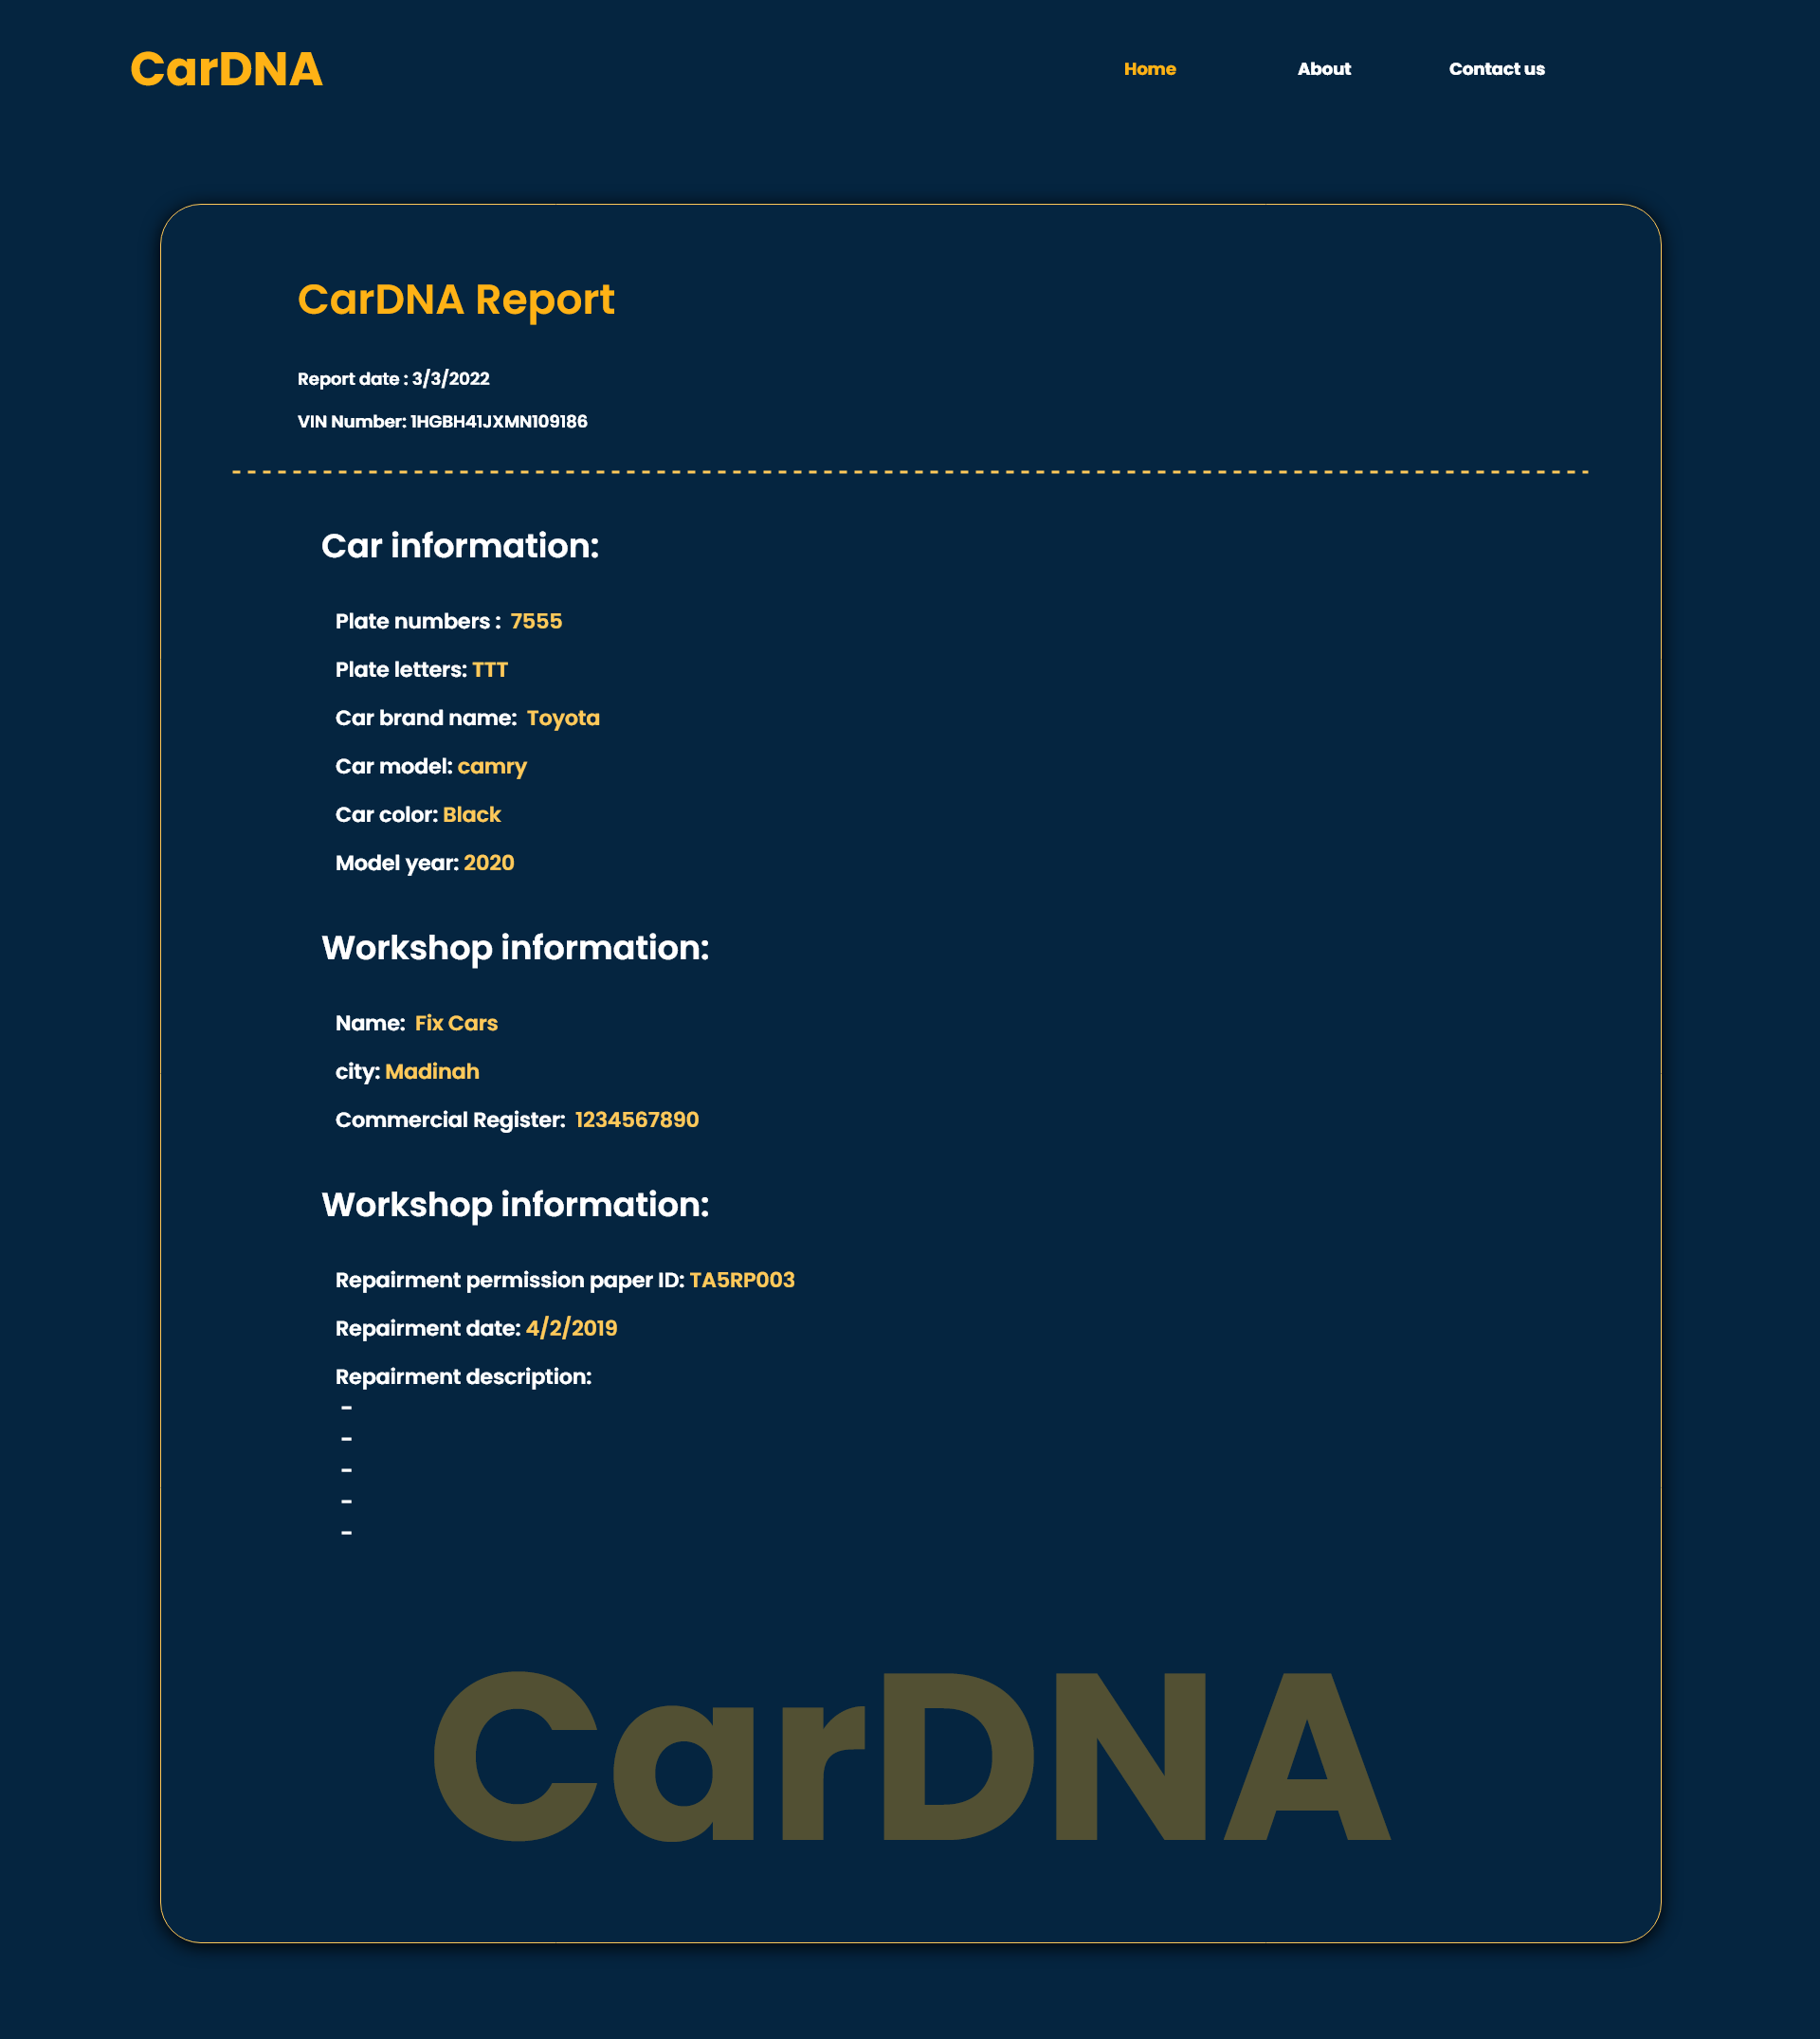 CarDNA
Home About Contact us
CarDNA Report
Report date : 3/3/2022
VIN Number: 1HGBH41JXMN109186
Car information:
Plate numbers : 7555
Plate letters: TTT
Car brand name: Toyota
Car model: camry
Car color: Black
Model year: 2020
Workshop information:
Name: Fix Cars
city: Madinah
Commercial Register: 1234567890
Workshop information:
Repairment permission paper ID: TA5RP003
Repairment date: 4/2/2019
Repairment description:
-
-
-
-
-
CarDNA